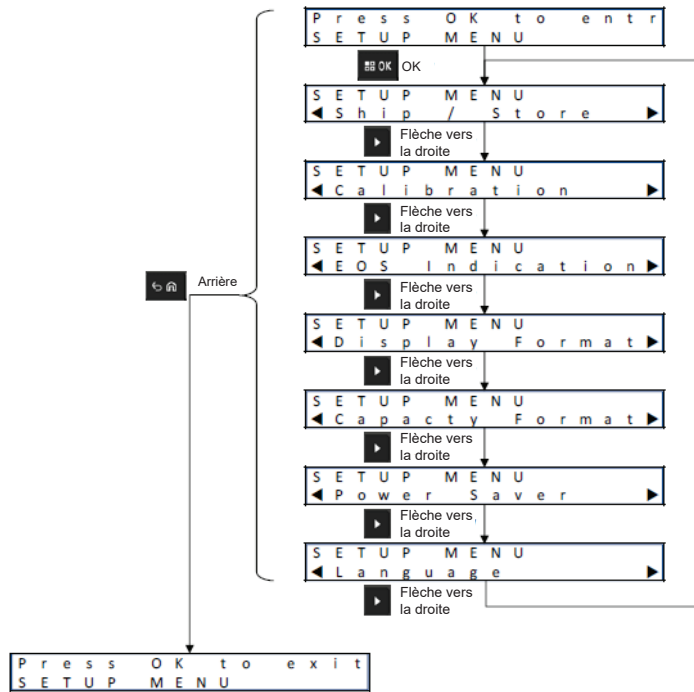 Press OK to entr
SETUP MENU
OK OK
SETUP MENU
◀Ship / Store ▶
Flèche vers
la droite
SETUP MENU
◀Calibration ▶
Flèche vers
la droite
SETUP MENU
◀EOS Indication▶
Flèche vers
la droite
Arrière
SETUP MENU
◀Display Format▶
Flèche vers
la droite
SETUP MENU
◀Capacty Format▶
Flèche vers
la droite
SETUP MENU
◀Power Saver ▶
Flèche vers
la droite
SETUP MENU
◀Language ▶
Flèche vers
la droite
Press OK to exit
SETUP MENU